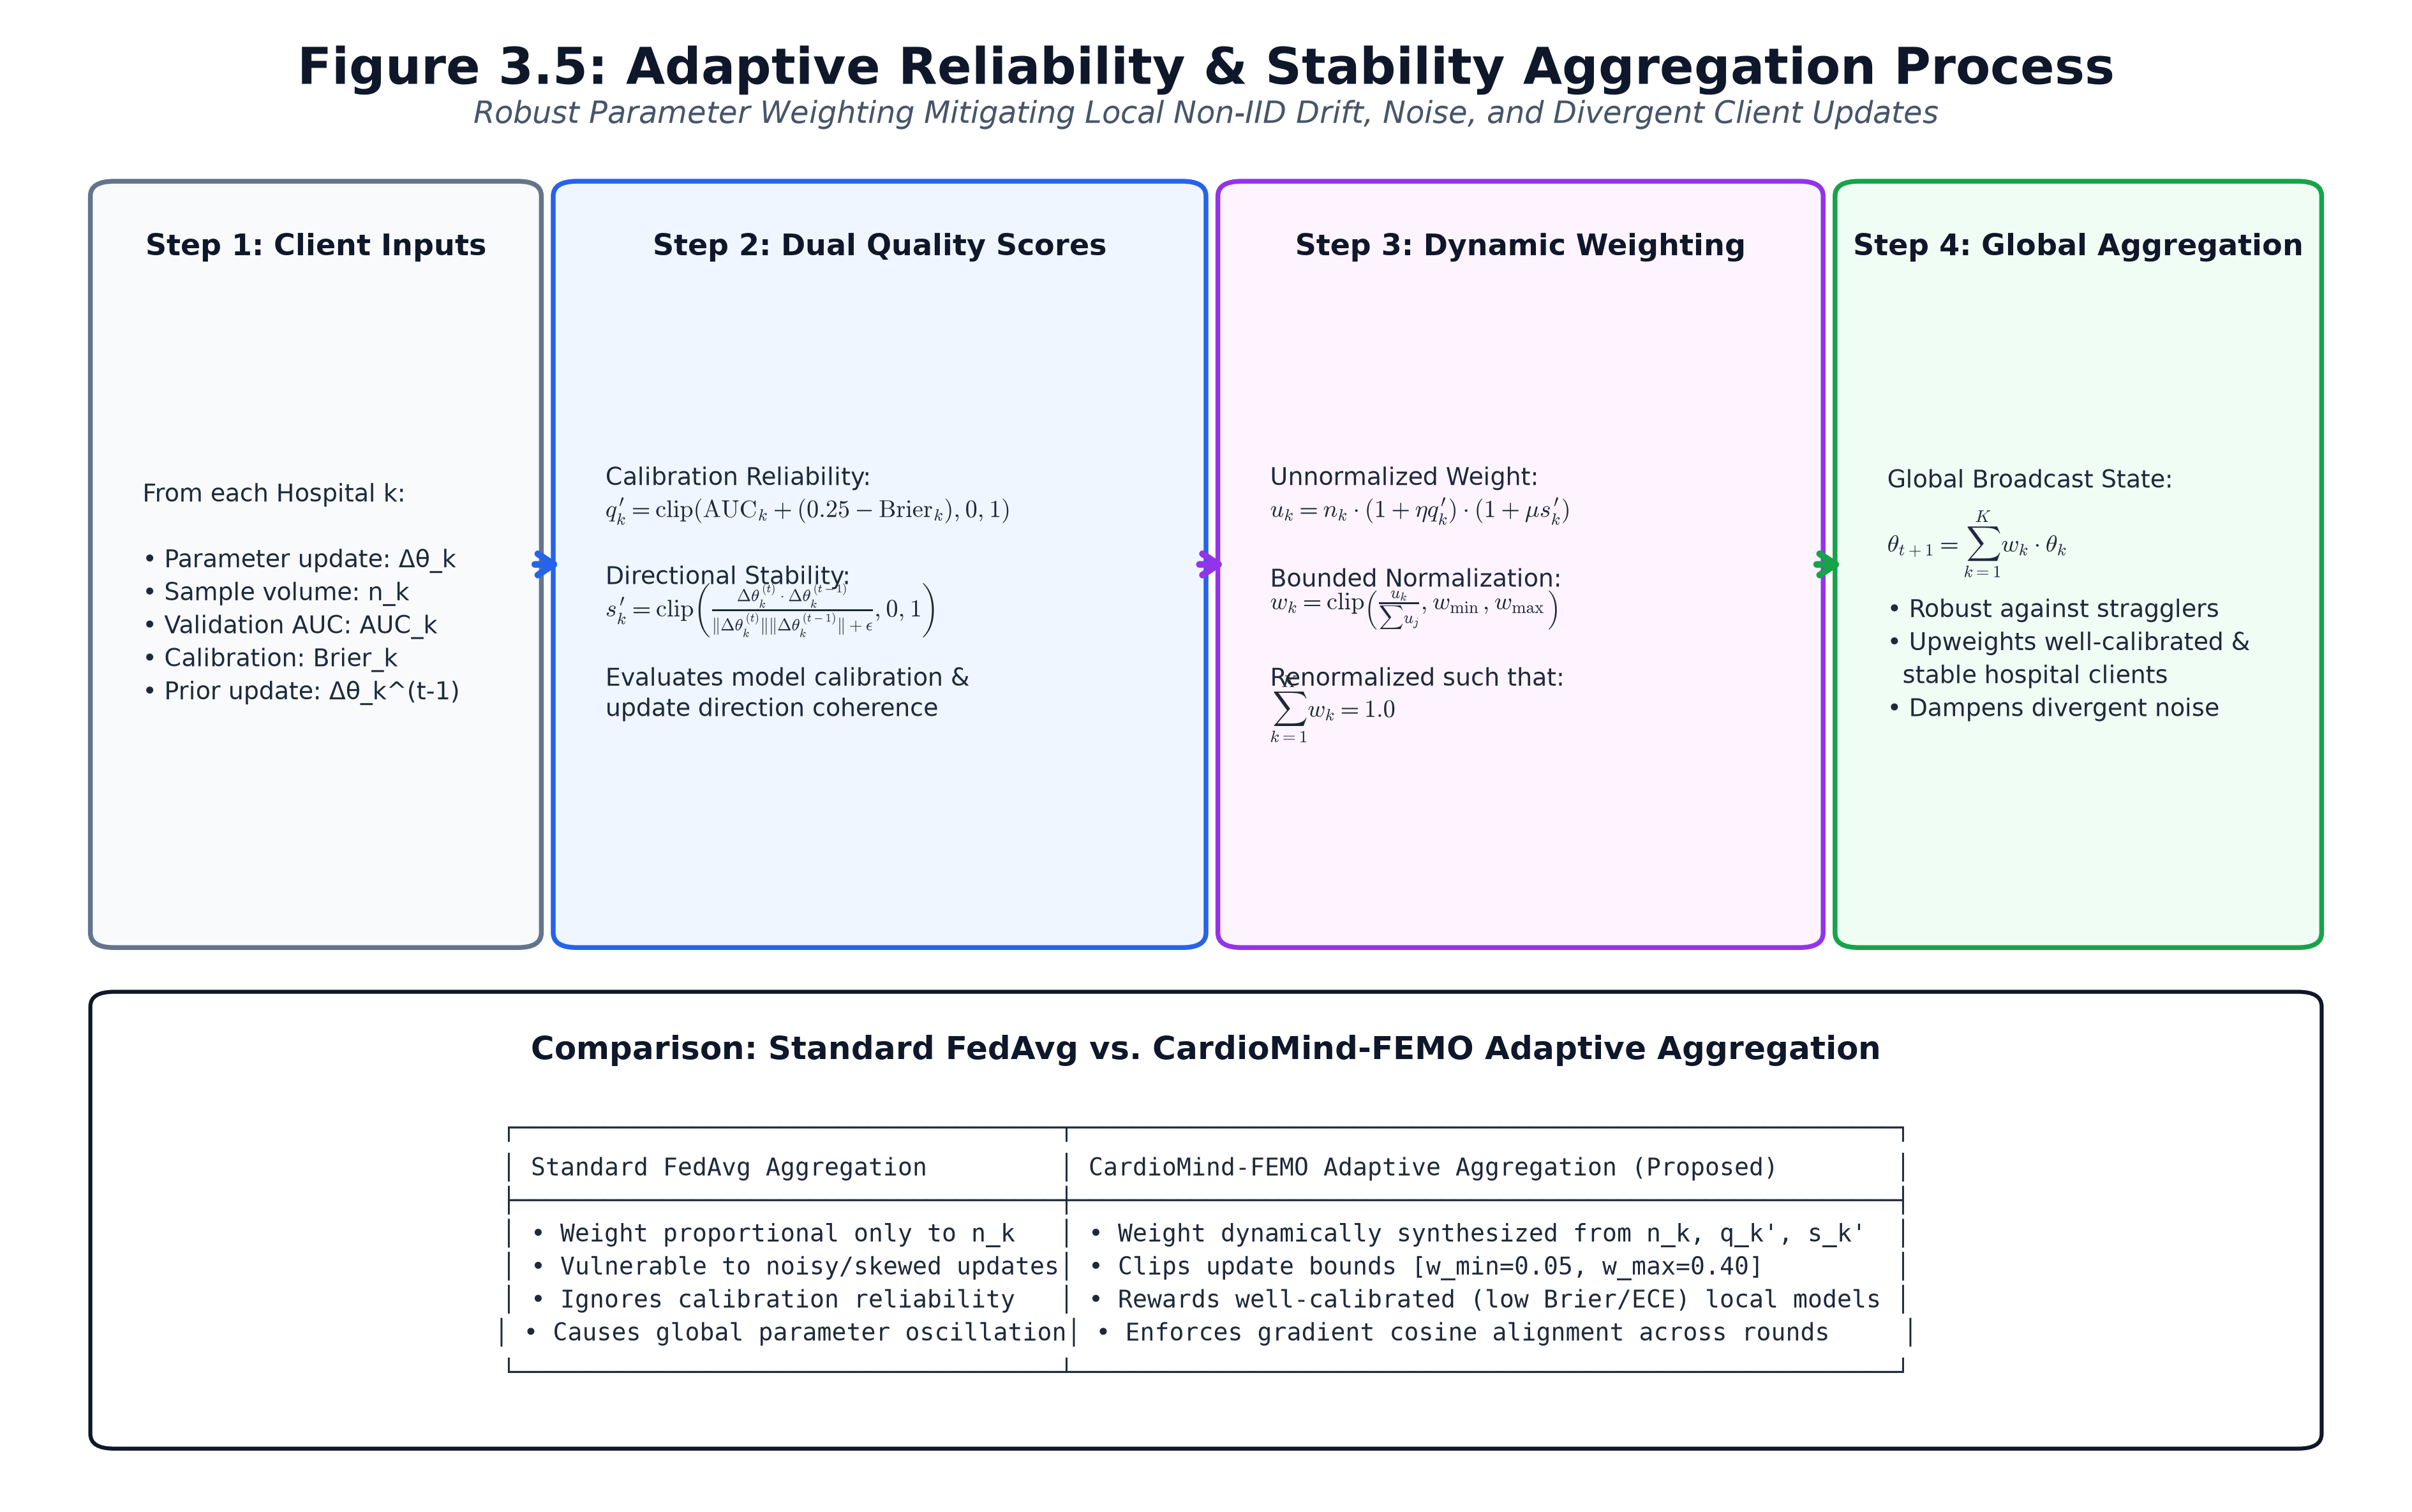 Figure 3.5: Adaptive Reliability & Stability Aggregation Process
Robust Parameter Weighting Mitigating Local Non-IID Drift, Noise, and Divergent Client Updates
Step 1: Client Inputs
From each Hospital k:
• Parameter update: Δθ_k
• Sample volume: n_k
• Validation AUC: AUC_k
• Calibration: Brier_k
• Prior update: Δθ_k^(t-1)
Step 2: Dual Quality Scores
Calibration Reliability:
q′_k = clip(AUC_k + (0.25 − Brier_k), 0, 1)
Directional Stability:
s′_k = clip( (Δθ_k^(t) · Δθ_k^(t−1)) / (‖Δθ_k^(t)‖‖Δθ_k^(t−1)‖ + ϵ), 0, 1 )
Evaluates model calibration &
update direction coherence
Step 3: Dynamic Weighting
Unnormalized Weight:
u_k = n_k · (1 + ηq′_k) · (1 + μs′_k)
Bounded Normalization:
w_k = clip( u_k / ∑u_j, w_min, w_max )
Renormalized such that:
∑_{k=1}^{K} w_k = 1.0
Step 4: Global Aggregation
Global Broadcast State:
θ_{t+1} = ∑_{k=1}^{K} w_k · θ_k
• Robust against stragglers
• Upweights well-calibrated &
stable hospital clients
• Dampens divergent noise
Comparison: Standard FedAvg vs. CardioMind-FEMO Adaptive Aggregation
│ Standard FedAvg Aggregation │ CardioMind-FEMO Adaptive Aggregation (Proposed) │
│ • Weight proportional only to n_k │ • Weight dynamically synthesized from n_k, q_k', s_k' │
│ • Vulnerable to noisy/skewed updates│ • Clips update bounds [w_min=0.05, w_max=0.40] │
│ • Ignores calibration reliability │ • Rewards well-calibrated (low Brier/ECE) local models │
│ • Causes global parameter oscillation│ • Enforces gradient cosine alignment across rounds │